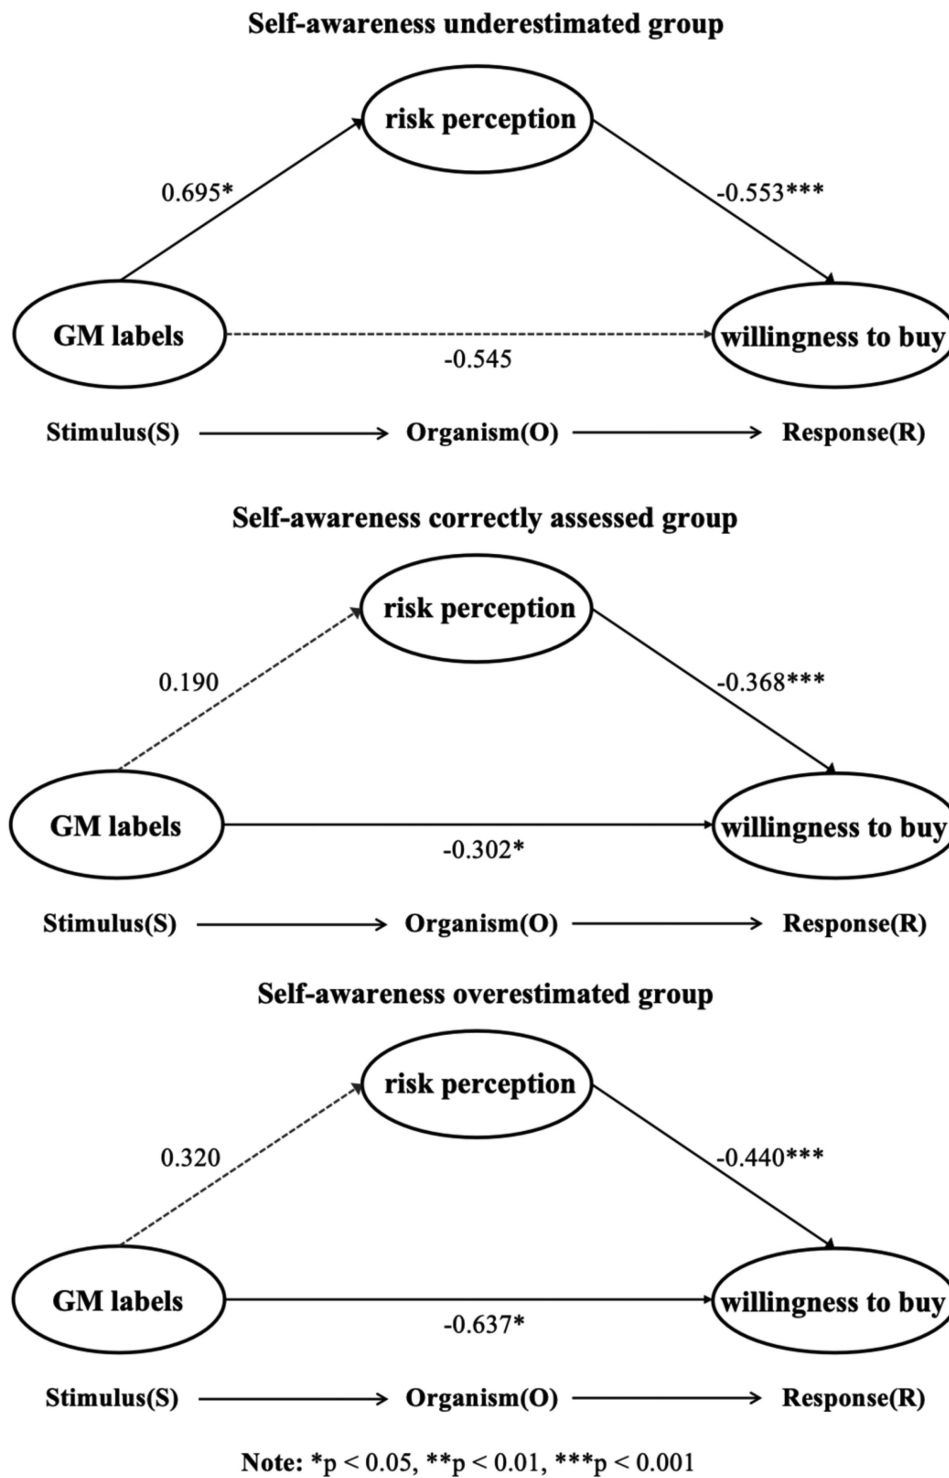 Self-awareness underestimated group
risk perception
0.695*
-0.553***
GM labels
willingness to buy
-0.545
Stimulus(S)
Organism(O)
Response(R)
Self-awareness correctly assessed group
risk perception
0.190
-0.368***
GM labels
willingness to buy
-0.302*
Stimulus(S)
Organism(O)
Response(R)
Self-awareness overestimated group
risk perception
0.320
-0.440***
GM labels
willingness to buy
-0.637*
Stimulus(S)
Organism(O)
Response(R)
Note: *p < 0.05, **p < 0.01, ***p < 0.001